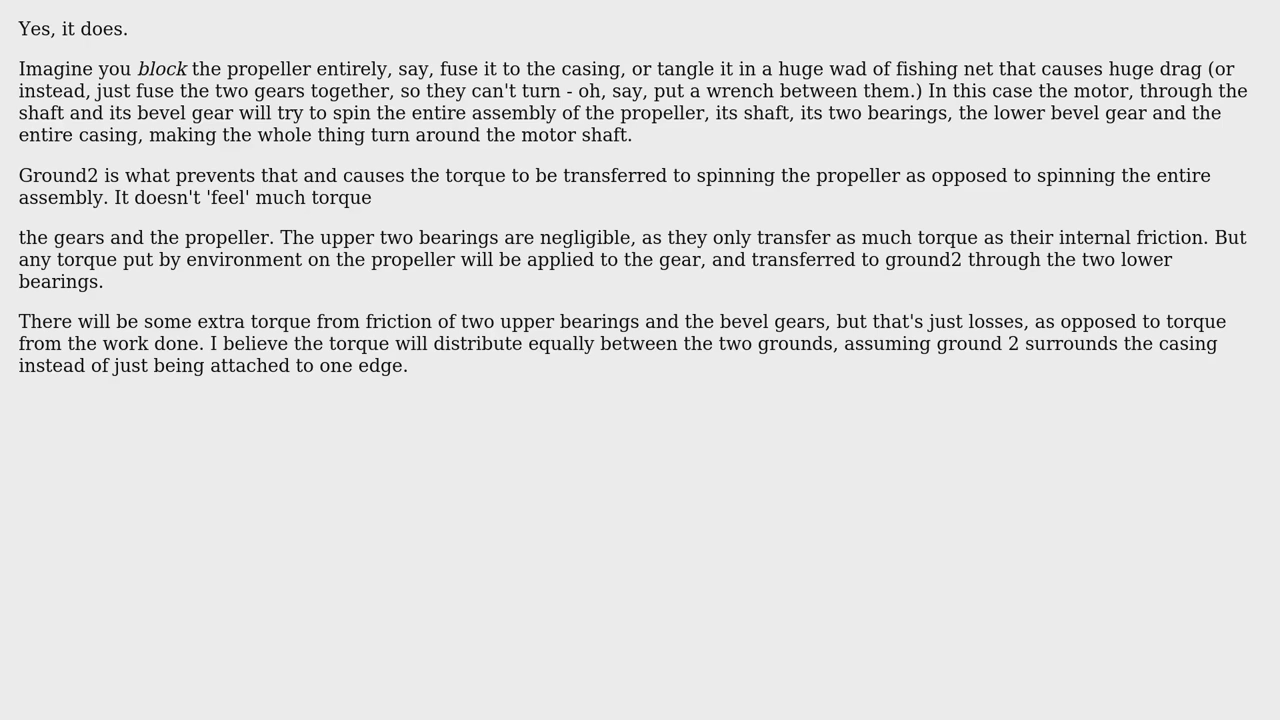 Yes, it does.
Imagine you block the propeller entirely, say, fuse it to the casing, or tangle it in a huge wad of fishing net that causes huge drag (or
instead, just fuse the two gears together, so they can't turn - oh, say, put a wrench between them.) In this case the motor, through the
shaft and its bevel gear will try to spin the entire assembly of the propeller, its shaft, its two bearings, the lower bevel gear and the
entire casing, making the whole thing turn around the motor shaft.
Ground2 is what prevents that and causes the torque to be transferred to spinning the propeller as opposed to spinning the entire
assembly. It doesn't 'feel' much torque
the gears and the propeller. The upper two bearings are negligible, as they only transfer as much torque as their internal friction. But
any torque put by environment on the propeller will be applied to the gear, and transferred to ground2 through the two lower
bearings.
There will be some extra torque from friction of two upper bearings and the bevel gears, but that's just losses, as opposed to torque
from the work done. I believe the torque will distribute equally between the two grounds, assuming ground 2 surrounds the casing
instead of just being attached to one edge.